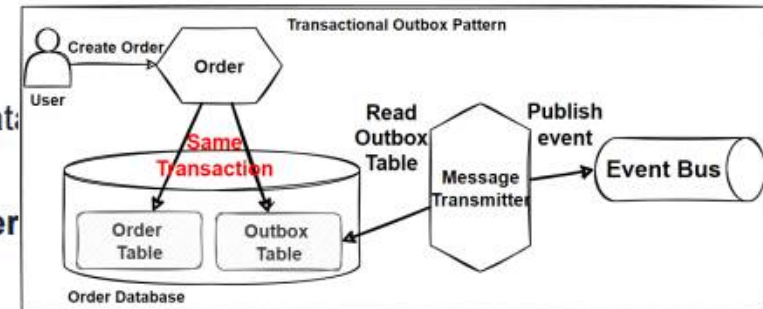 Transactional Outbox Pattern
Create Order
Order
User
Same
Transaction
Read
Outbox
Table
Publish
event
Message
Transmitter
Event Bus
Order
Table
Outbox
Table
Order Database